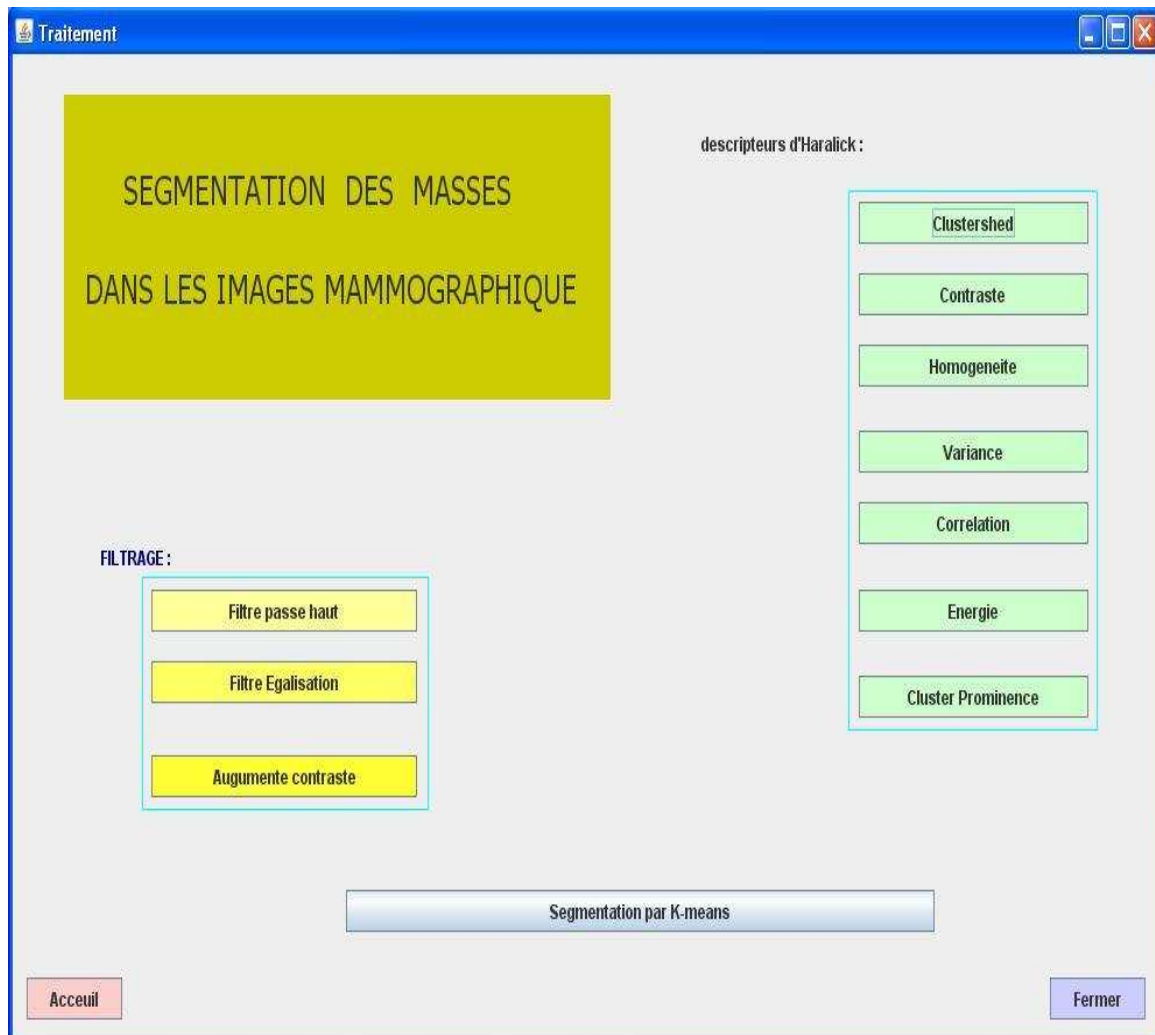 Traitement
SEGMENTATION DES MASSES
DANS LES IMAGES MAMMOGRAPHIQUE
descripteurs d'Haralick :
Clustershed
Contraste
Homogeneite
Variance
Correlation
Energie
Cluster Prominence
FILTRAGE :
Filtre passe haut
Filtre Egalisation
Augumente contraste
Segmentation par K-means
Acceuil
Fermer